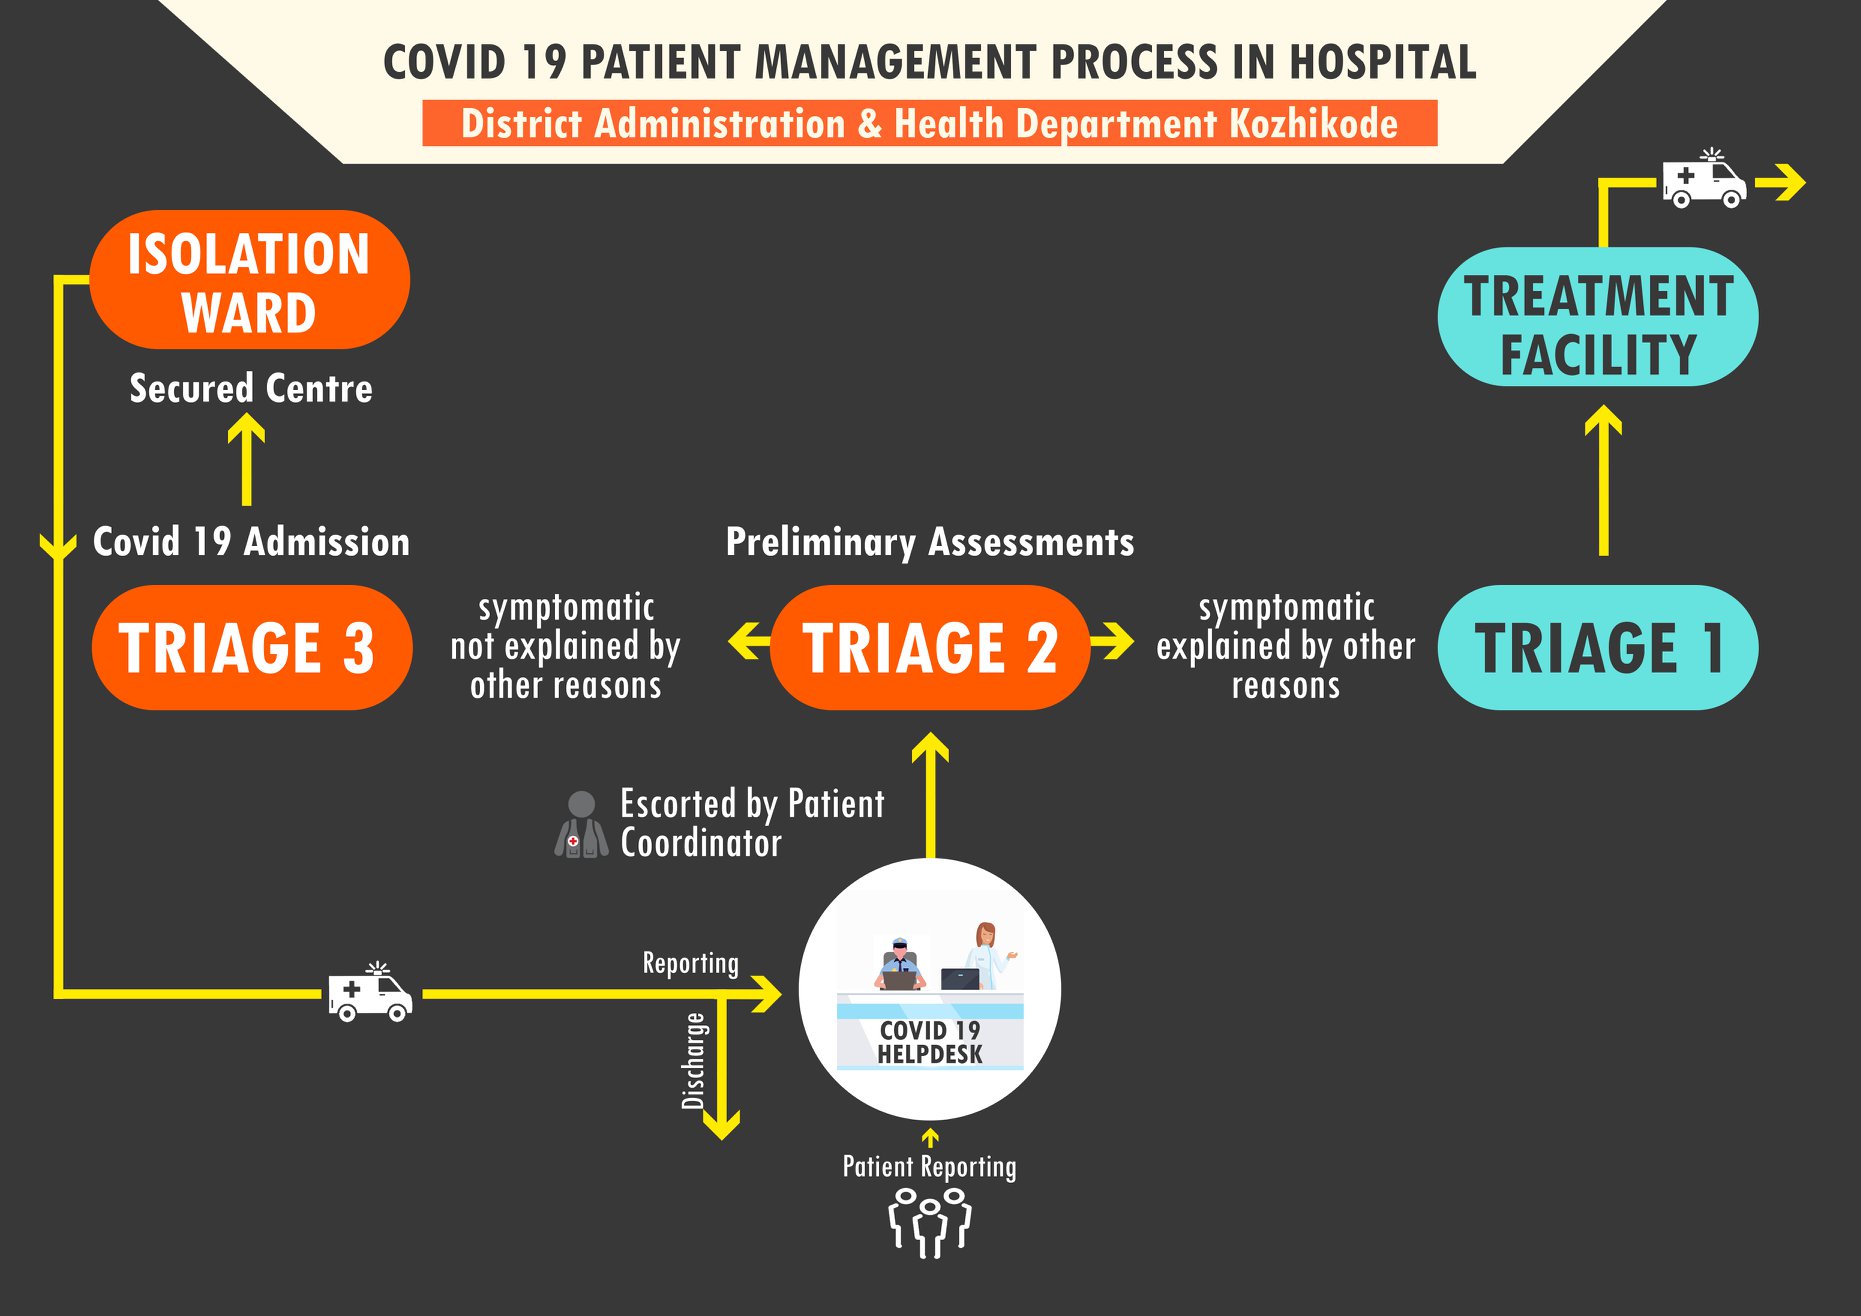 COVID 19 PATIENT MANAGEMENT PROCESS IN HOSPITAL
District Administration & Health Department Kozhikode
ISOLATION
WARD
Secured Centre
TREATMENT
FACILITY
Covid 19 Admission
TRIAGE 3
symptomatic
not explained by
other reasons
Preliminary Assessments
TRIAGE 2
symptomatic
explained by other
reasons
TRIAGE 1
Escorted by Patient
Coordinator
Reporting
Discharge
COVID 19
HELPDESK
Patient Reporting